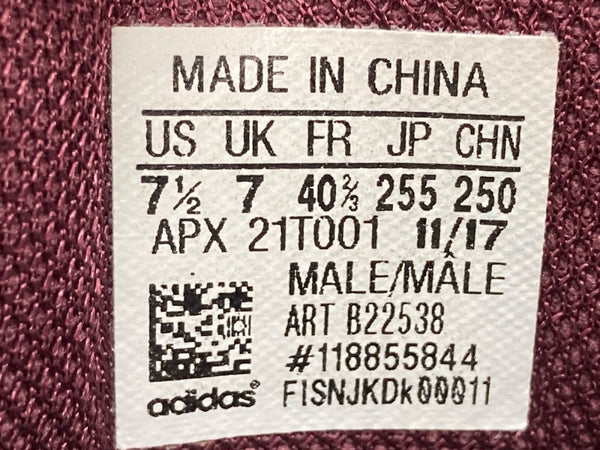 MADE IN CHINA
US UK FR JP CHN
7½ 7 40⅔ 255 250
APX 21T001 11/17
MALE/MÂLE
ART B22538
#118855844
adidas® FISNJKDk00011